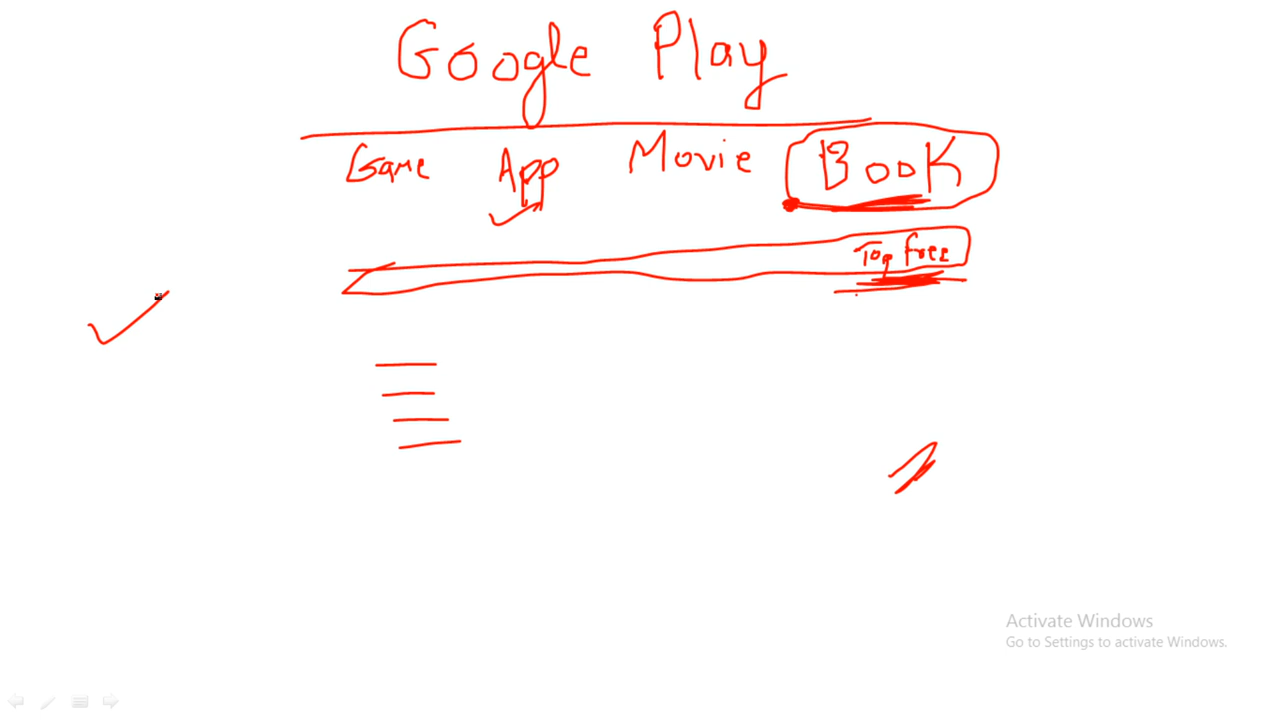 Google Play
Game App Movie Book
Top free
Activate Windows
Go to Settings to activate Windows.